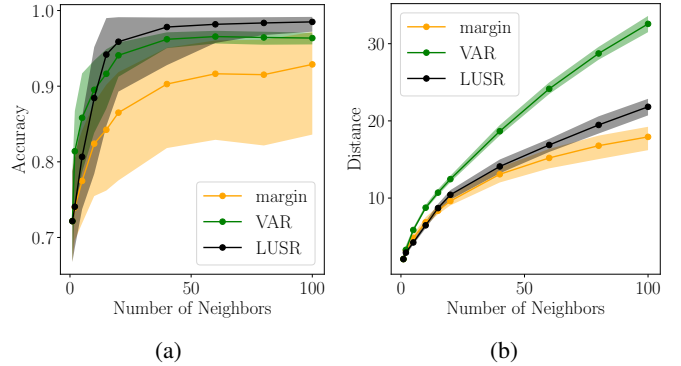 1.0
0.9
0.8
0.7
Accuracy
margin
VAR
LUSR
0 50 100
Number of Neighbors
(a)
30
20
10
Distance
margin
VAR
LUSR
0 50 100
Number of Neighbors
(b)